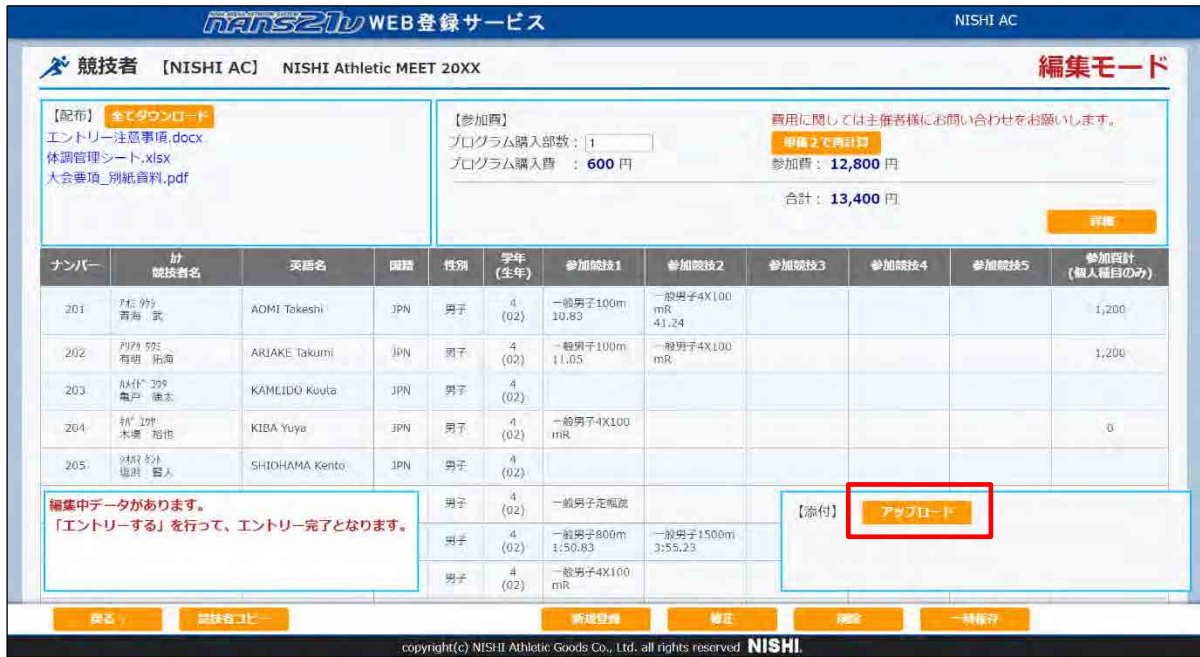 NANS21V WEB登録サービス
NISHI AC
競技者 【NISHI AC】 NISHI Athletic MEET 20XX
編集モード
【配布】 全てダウンロード
エントリー注意事項.docx
体調管理シート.xlsx
大会要項_別紙資料.pdf
【参加費】
プログラム購入部数： 1
プログラム購入費 ： 600 円
費用に関しては主催者様にお問い合わせをお願いします。
単価２で再計算
参加費： 12,800 円
合計： 13,400 円
詳細
ナンバー ｶﾅ 競技者名 英語名 国籍 性別 学年 (生年) 参加競技1 参加競技2 参加競技3 参加競技4 参加競技5 参加費計 (個人種目のみ)
201 ｱｵﾐ ﾀｹｼ 青海 武 AOMI Takeshi JPN 男子 4 (02) 一般男子100m 10.83 一般男子4X100mR 41.24 1,200
202 ｱﾘｱｹ ﾀｸﾐ 有明 拓海 ARIAKE Takumi JPN 男子 4 (02) 一般男子100m 11.05 一般男子4X100mR 1,200
203 ｶﾒｲﾄﾞ ｺｳﾀ 亀戸 康太 KAMEIDO Kouta JPN 男子 4 (02)
204 ｷﾊﾞ ﾕｳﾔ 木場 裕也 KIBA Yuya JPN 男子 4 (02) 一般男子4X100mR 0
205 ｼｵﾊﾏ ｹﾝﾄ 塩浜 賢人 SHIOHAMA Kento JPN 男子 4 (02)
男子 4 (02) 一般男子走幅跳
男子 4 (02) 一般男子800m 1:50.83 一般男子1500m 3:55.23
男子 4 (02) 一般男子4X100mR
編集中データがあります。
「エントリーする」を行って、エントリー完了となります。
【添付】 アップロード
戻る 競技者コピー 新規登録 修正 削除 一時保存
copyright(c) NISHI Athletic Goods Co., Ltd. all rights reserved NISHI.